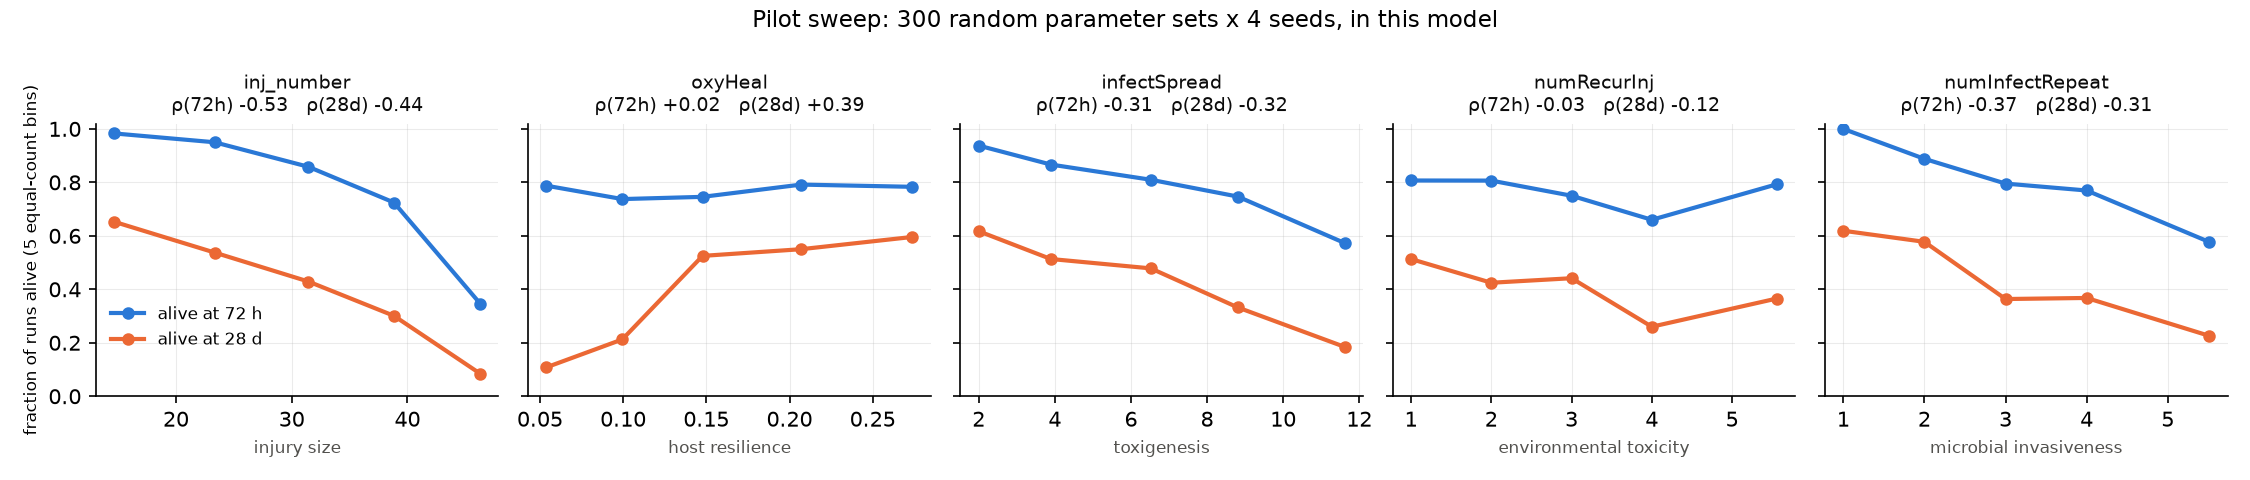 Pilot sweep: 300 random parameter sets x 4 seeds, in this model
fraction of runs alive (5 equal-count bins)
inj_number
ρ(72h) -0.53 ρ(28d) -0.44
1.0
0.8
0.6
0.4
0.2
0.0
alive at 72 h
alive at 28 d
20 30 40
injury size
oxyHeal
ρ(72h) +0.02 ρ(28d) +0.39
0.05 0.10 0.15 0.20 0.25
host resilience
infectSpread
ρ(72h) -0.31 ρ(28d) -0.32
2 4 6 8 10 12
toxigenesis
numRecurInj
ρ(72h) -0.03 ρ(28d) -0.12
1 2 3 4 5
environmental toxicity
numInfectRepeat
ρ(72h) -0.37 ρ(28d) -0.31
1 2 3 4 5
microbial invasiveness